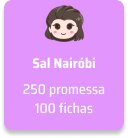 Sal Nairóbi
250 promessa
100 fichas